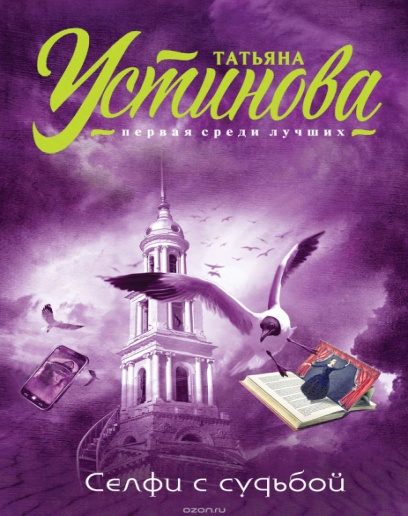 ТАТЬЯНА
Устинова
первая среди лучших
Селфи с судьбой
ozon.ru